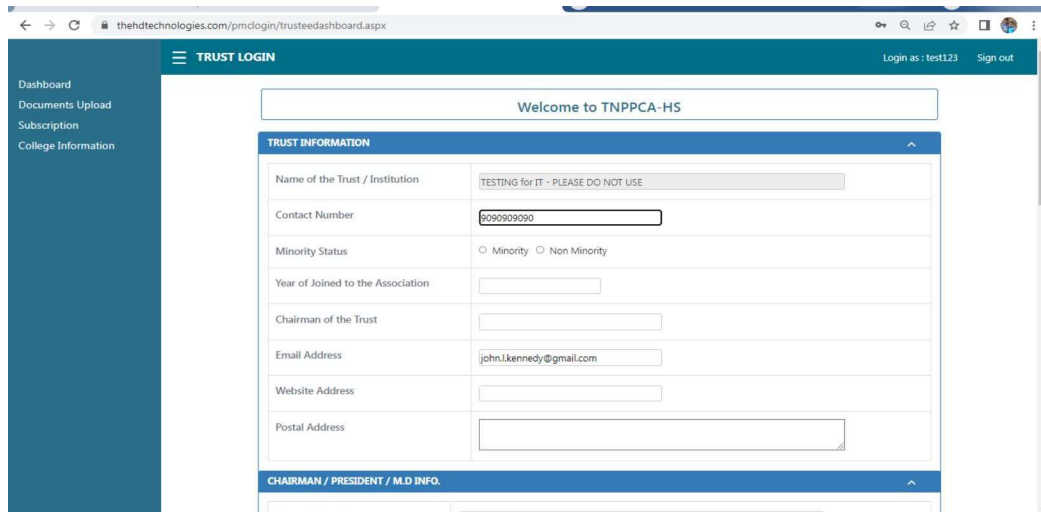 thehdtechnologies.com/pmclogin/trusteedashboard.aspx
TRUST LOGIN
Login as : test123
Sign out
Dashboard
Documents Upload
Subscription
College Information
Welcome to TNPPCA-HS
TRUST INFORMATION
Name of the Trust / Institution
TESTING for IT - PLEASE DO NOT USE
Contact Number
9090909090
Minority Status
Minority
Non Minority
Year of Joined to the Association
Chairman of the Trust
Email Address
john.l.kennedy@gmail.com
Website Address
Postal Address
CHAIRMAN / PRESIDENT / M.D INFO.